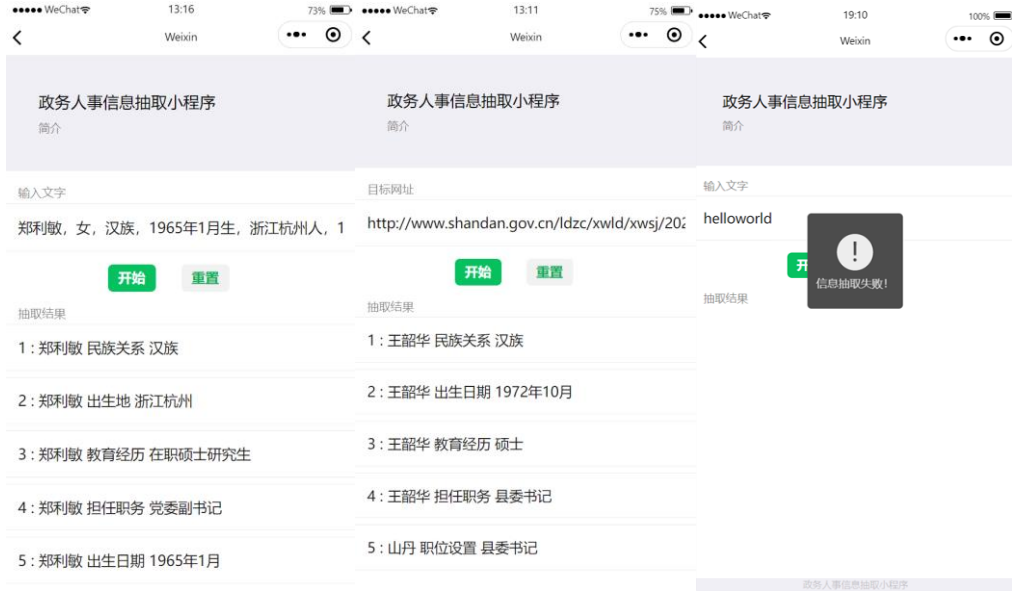 WeChat 13:16 73%
Weixin
政务人事信息抽取小程序
简介
输入文字
郑利敏，女，汉族，1965年1月生，浙江杭州人，1
开始 重置
抽取结果
1 : 郑利敏 民族关系 汉族
2 : 郑利敏 出生地 浙江杭州
3 : 郑利敏 教育经历 在职硕士研究生
4 : 郑利敏 担任职务 党委副书记
5 : 郑利敏 出生日期 1965年1月
WeChat 13:11 75%
Weixin
政务人事信息抽取小程序
简介
目标网址
http://www.shandan.gov.cn/ldzc/xwld/xwsj/202
开始 重置
抽取结果
1 : 王韶华 民族关系 汉族
2 : 王韶华 出生日期 1972年10月
3 : 王韶华 教育经历 硕士
4 : 王韶华 担任职务 县委书记
5 : 山丹 职位设置 县委书记
WeChat 19:10 100%
Weixin
政务人事信息抽取小程序
简介
输入文字
helloworld
开
信息抽取失败！
抽取结果
政务人事信息抽取小程序